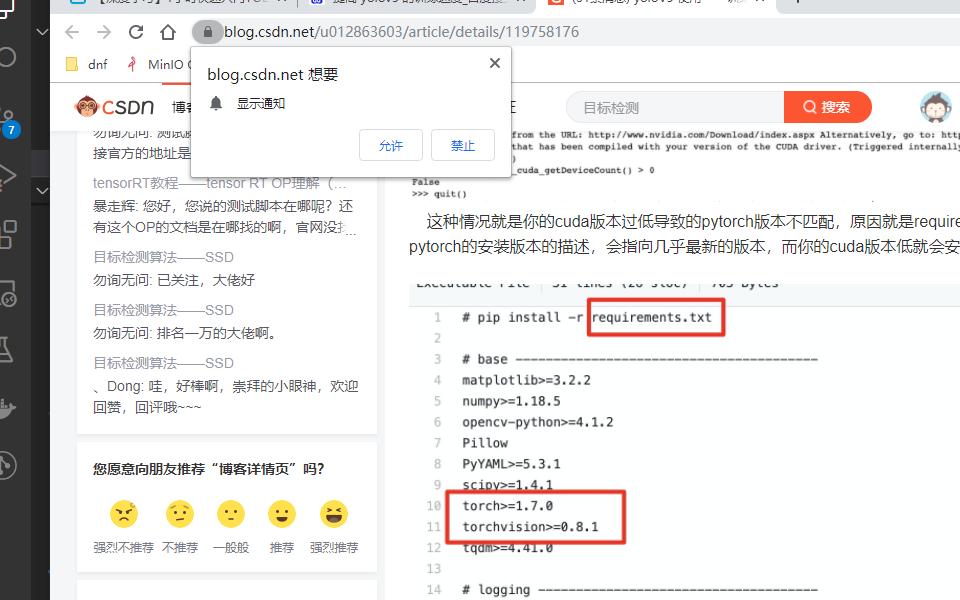 blog.csdn.net/u012863603/article/details/119758176
dnf
MinIO
blog.csdn.net 想要
显示通知
允许
禁止
7
CSDN
目标检测
搜索
接官方的地址是
tensorRT教程——tensor RT OP理解（…
暴走辉: 您好，您说的测试脚本在哪呢？还
有这个OP的文档是在哪找的啊，官网没
目标检测算法——SSD
勿询无问: 已关注，大佬好
目标检测算法——SSD
勿询无问: 排名一万的大佬啊。
目标检测算法——SSD
、Dong: 哇，好棒啊，崇拜的小眼神，欢迎
回赞，回评哦~~~
您愿意向朋友推荐“博客详情页”吗？
强烈不推荐 不推荐 一般般 推荐 强烈推荐
from the URL: http://www.nvidia.com/Download/index.aspx Alternatively, go to:
that has been compiled with your version of the CUDA driver. (Triggered internally
_cuda_getDeviceCount() > 0
False
>>> quit()
这种情况就是你的cuda版本过低导致的pytorch版本不匹配，原因就是require
pytorch的安装版本的描述，会指向几乎最新的版本，而你的cuda版本低就会安
Executable File 51 lines (26 sloc) 705 Bytes
1 # pip install -r requirements.txt
2
3 # base ----------------------------------------
4 matplotlib>=3.2.2
5 numpy>=1.18.5
6 opencv-python>=4.1.2
7 Pillow
8 PyYAML>=5.3.1
9 scipy>=1.4.1
10 torch>=1.7.0
11 torchvision>=0.8.1
12 tqdm>=4.41.0
13
14 # logging -------------------------------------